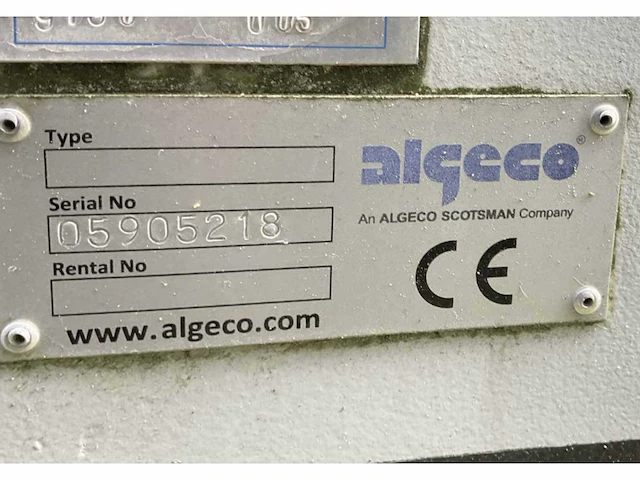 Type
algeco®
Serial No
05905218
An ALGECO SCOTSMAN Company
Rental No
CE
www.algeco.com